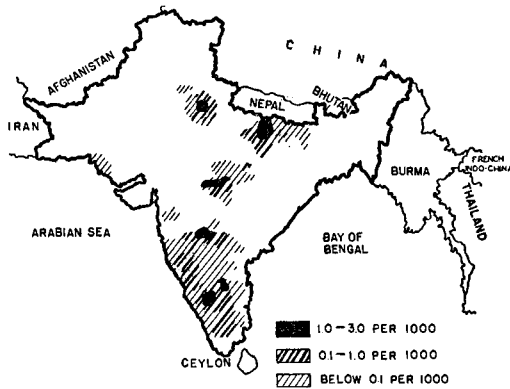 CHINA
AFGHANISTAN
NEPAL
BHUTAN
IRAN
BURMA
FRENCH
INDO-CHINA
THAILAND
ARABIAN SEA
BAY OF
BENGAL
CEYLON
1.0-3.0 PER 1000
0.1-1.0 PER 1000
BELOW 0.1 PER 1000